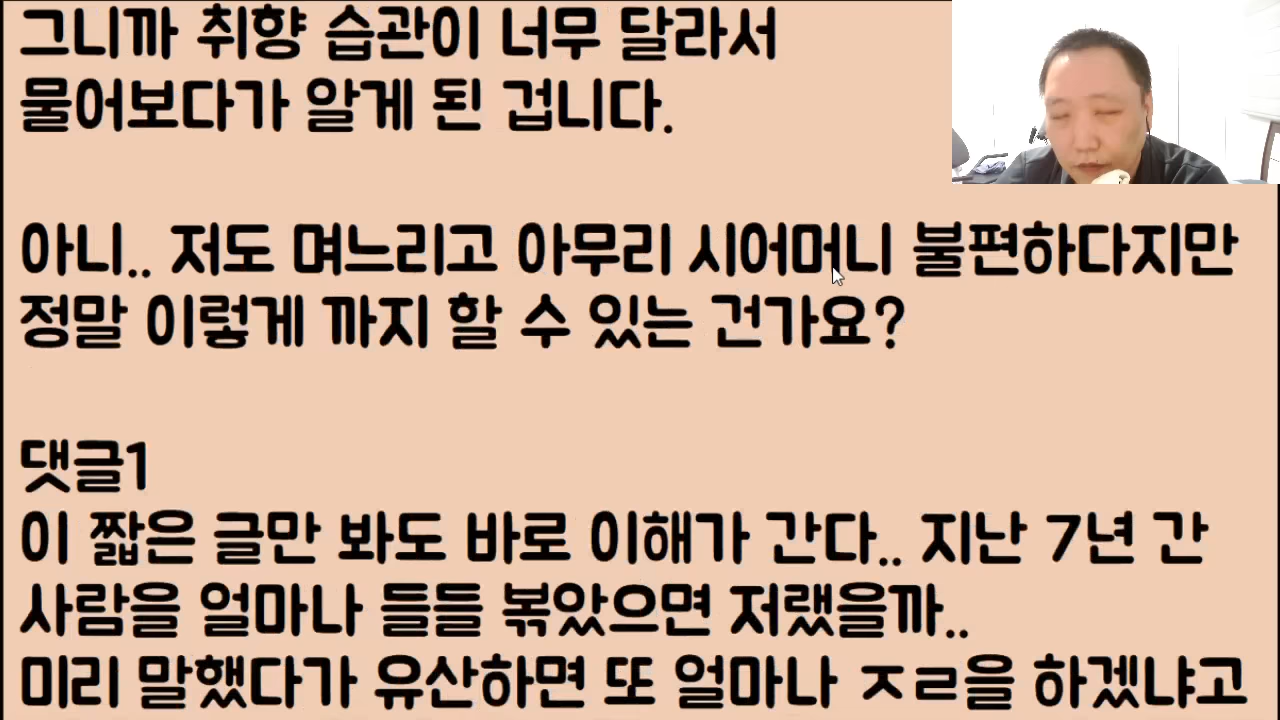 그니까 취향 습관이 너무 달라서
물어보다가 알게 된 겁니다.
아니.. 저도 며느리고 아무리 시어머니 불편하다지만
정말 이렇게 까지 할 수 있는 건가요?
댓글1
이 짧은 글만 봐도 바로 이해가 간다.. 지난 7년 간
사람을 얼마나 들들 볶았으면 저랬을까..
미리 말했다가 유산하면 또 얼마나 ㅈㄹ을 하겠냐고